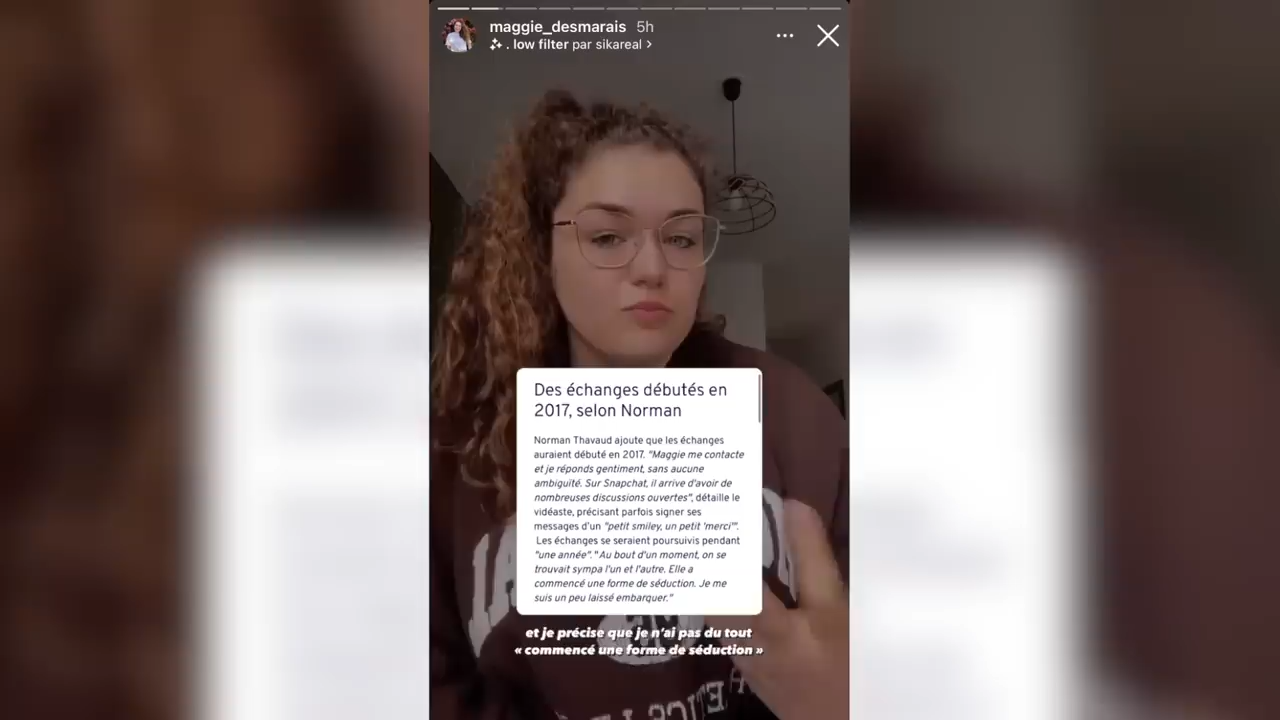 maggie_desmarais 5h
. low filter par sikareal >
Des échanges débutés en
2017, selon Norman
Norman Thavaud ajoute que les échanges
auraient débuté en 2017. "Maggie me contacte
et je réponds gentiment, sans aucune
ambiguïté. Sur Snapchat, il arrive d'avoir de
nombreuses discussions ouvertes", détaille le
vidéaste, précisant parfois signer ses
messages d'un "petit smiley, un petit 'merci'".
Les échanges se seraient poursuivis pendant
"une année". "Au bout d'un moment, on se
trouvait sympa l'un et l'autre. Elle a
commencé une forme de séduction. Je me
suis un peu laissé embarquer."
et je précise que je n'ai pas du tout
« commencé une forme de séduction »